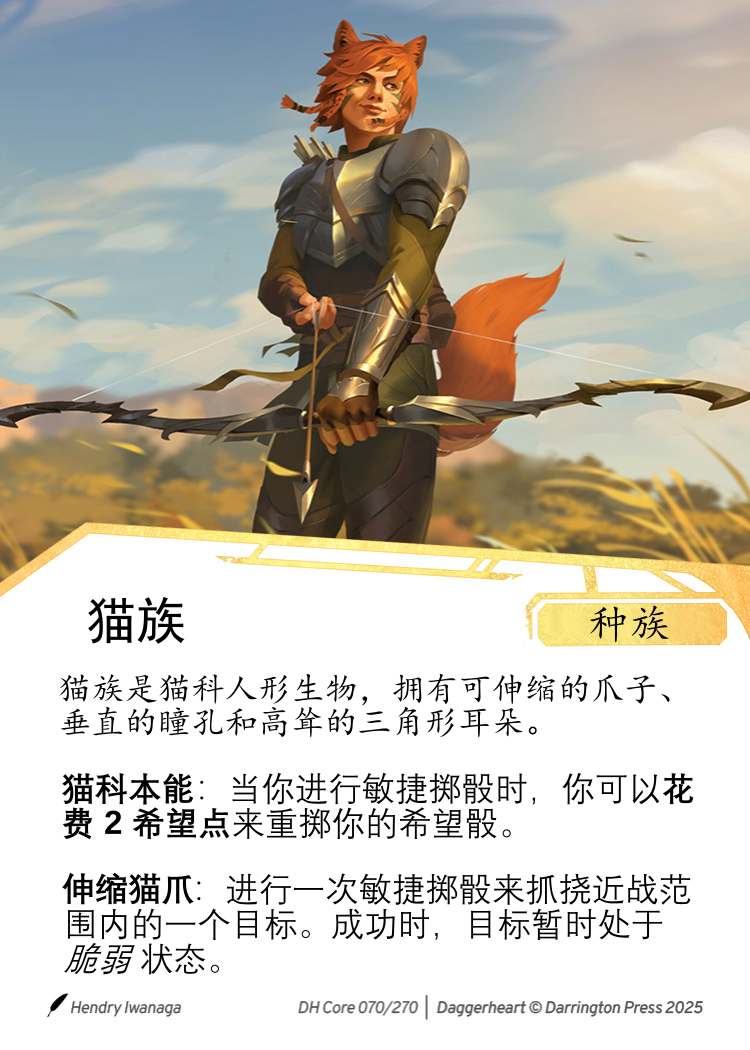 猫族
种族
猫族是猫科人形生物，拥有可伸缩的爪子、
垂直的瞳孔和高耸的三角形耳朵。
猫科本能：当你进行敏捷掷骰时，你可以花
费 2 希望点来重掷你的希望骰。
伸缩猫爪：进行一次敏捷掷骰来抓挠近战范
围内的一个目标。成功时，目标暂时处于
脆弱 状态。
Hendry Iwanaga
DH Core 070/270 | Daggerheart © Darrington Press 2025